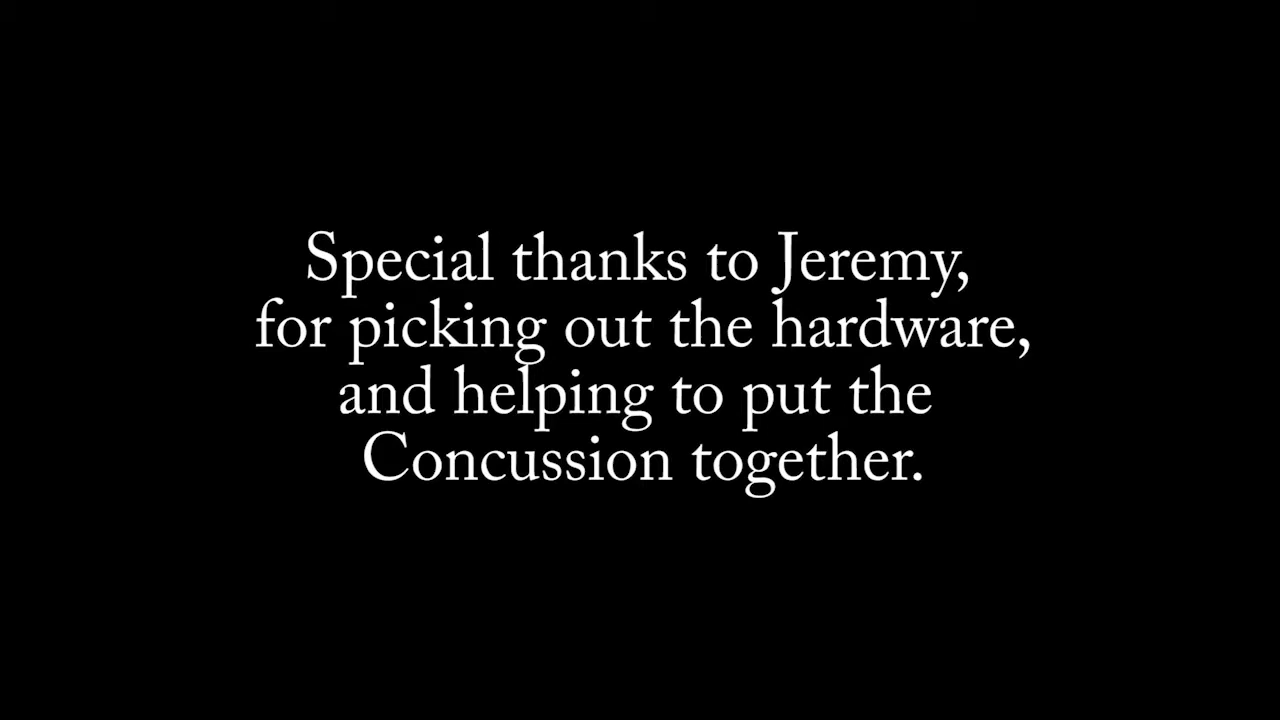 Special thanks to Jeremy,
for picking out the hardware,
and helping to put the
Concussion together.